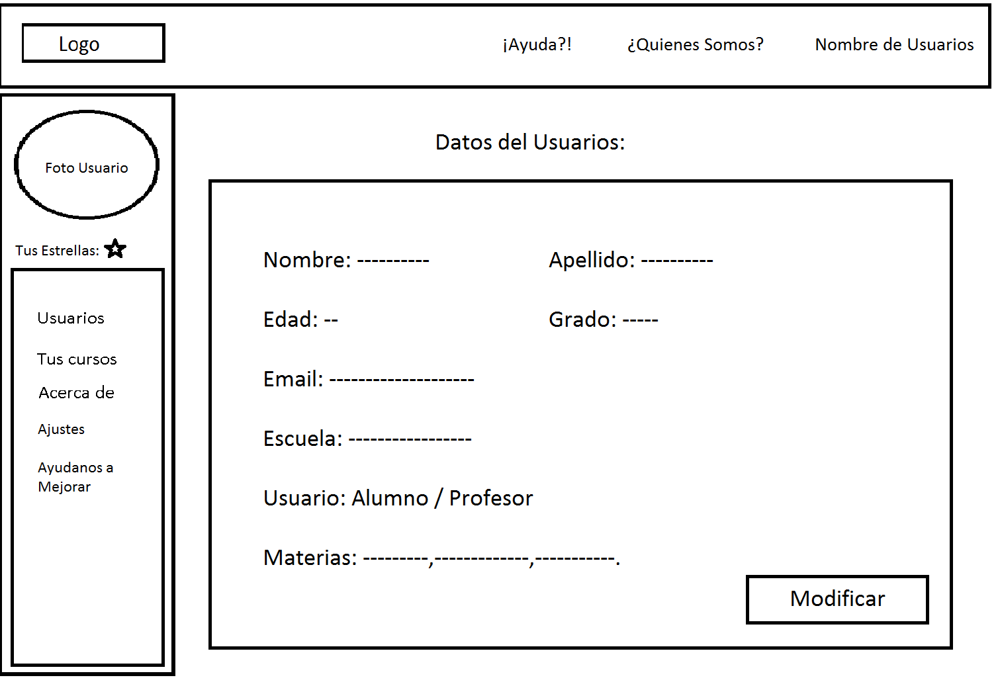 Logo
¡Ayuda?!
¿Quienes Somos?
Nombre de Usuarios
Foto Usuario
Tus Estrellas:
Usuarios
Tus cursos
Acerca de
Ajustes
Ayudanos a
Mejorar
Datos del Usuarios:
Nombre: ----------
Apellido: ----------
Edad: --
Grado: -----
Email: --------------------
Escuela: -----------------
Usuario: Alumno / Profesor
Materias: ---------,-------------,-----------.
Modificar